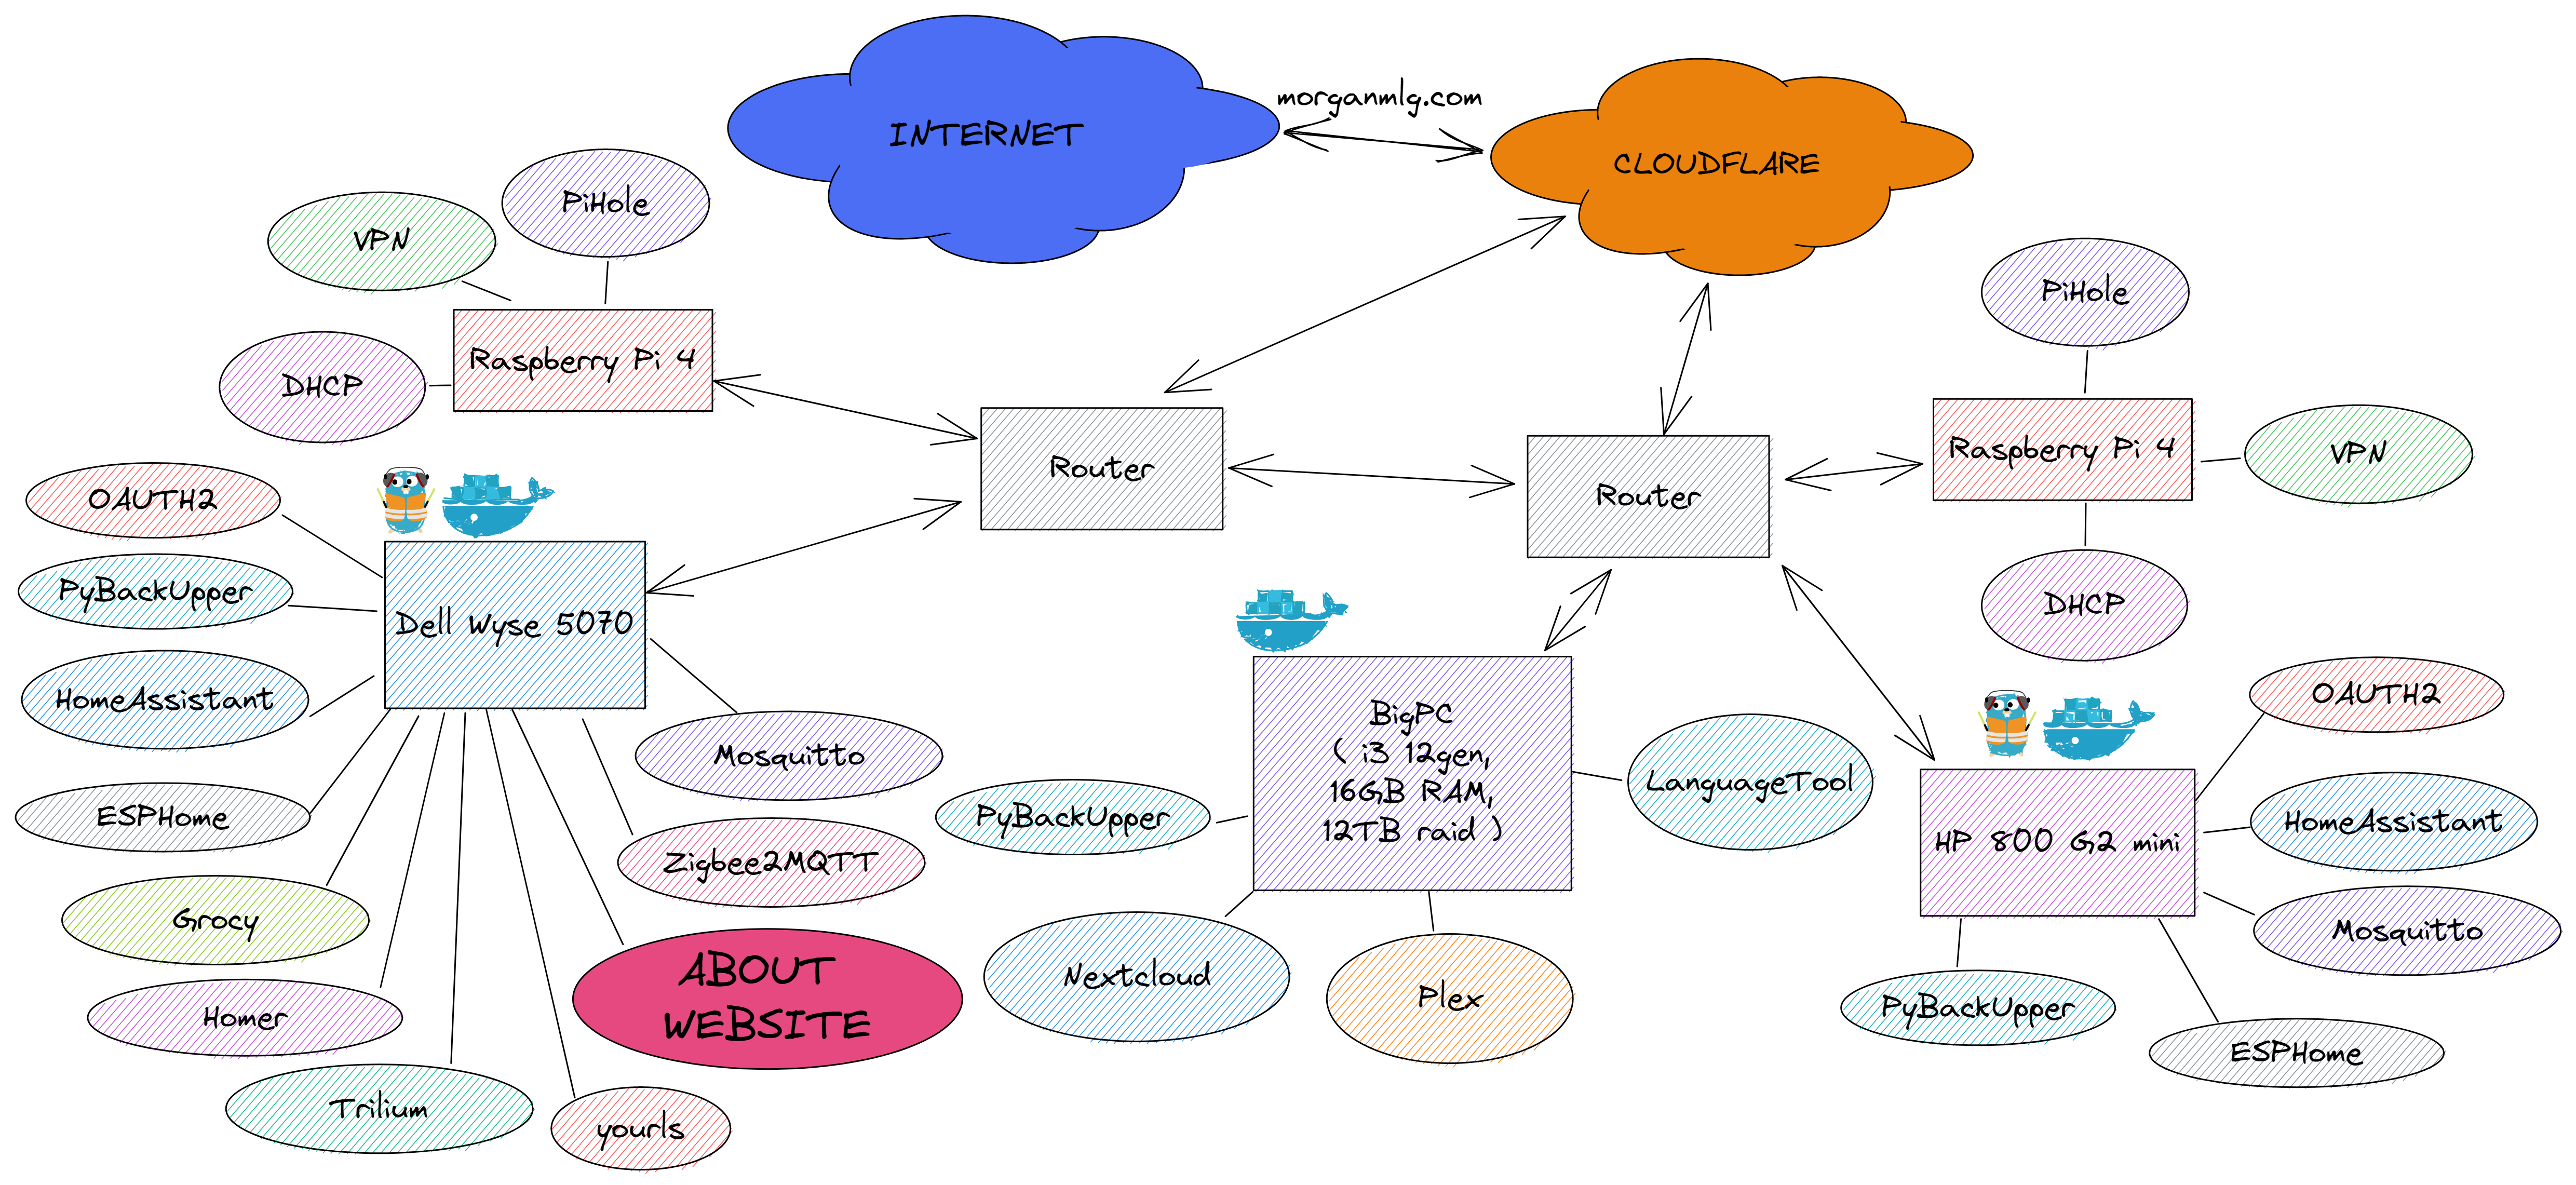 INTERNET
morganmlg.com
CLOUDFLARE
VPN
PiHole
DHCP
Raspberry Pi 4
Router
Router
Raspberry Pi 4
PiHole
VPN
DHCP
OAUTH2
PyBackUpper
HomeAssistant
ESPHome
Grocy
Homer
Trilium
yourls
ABOUT
WEBSITE
Zigbee2MQTT
Mosquitto
Dell Wyse 5070
BigPC
( i3 12gen,
16GB RAM,
12TB raid )
PyBackUpper
LanguageTool
Nextcloud
Plex
HP 800 G2 mini
OAUTH2
HomeAssistant
Mosquitto
PyBackUpper
ESPHome